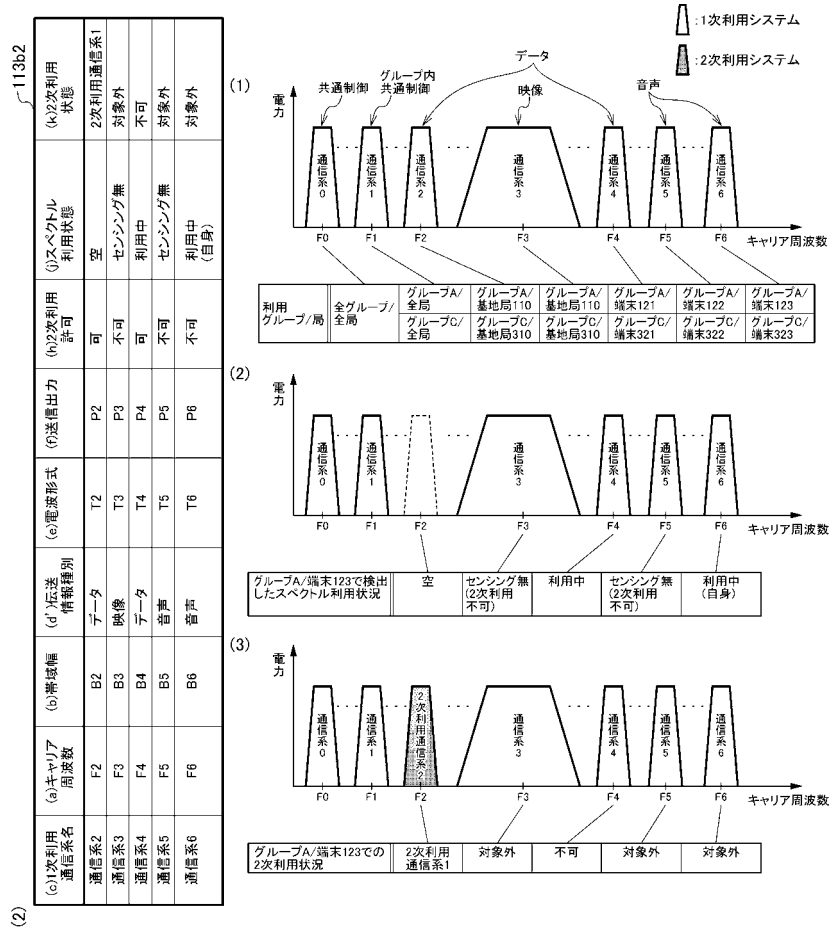 (2)
113b2
(c)1次利用
通信系名
(a)キャリア
周波数
(b)帯域幅
(d')伝送
情報種別
(e)電波形式
(f)送信出力
(h)2次利用
許可
(j)スペクトル
利用状態
(k)2次利用
状態
通信系2
F2
B2
データ
T2
P2
可
空
2次利用通信系1
通信系3
F3
B3
映像
T3
P3
不可
センシング無
対象外
通信系4
F4
B4
データ
T4
P4
可
利用中
不可
通信系5
F5
B5
音声
T5
P5
不可
センシング無
対象外
通信系6
F6
B6
音声
T6
P6
不可
利用中
(自身)
対象外
:1次利用システム
:2次利用システム
(1)
電力
共通制御
グループ内
共通制御
データ
映像
音声
通信系0
通信系1
通信系2
通信系3
通信系4
通信系5
通信系6
F0
F1
F2
F3
F4
F5
F6
キャリア周波数
利用
グループ/局
全グループ/
全局
グループA/
全局
グループA/
基地局110
グループA/
基地局110
グループA/
端末121
グループA/
端末122
グループA/
端末123
グループC/
全局
グループC/
基地局310
グループC/
基地局310
グループC/
端末321
グループC/
端末322
グループC/
端末323
(2)
電力
通信系0
通信系1
通信系3
通信系4
通信系5
通信系6
F0
F1
F2
F3
F4
F5
F6
キャリア周波数
グループA/端末123で検出
したスペクトル利用状況
空
センシング無
(2次利用
不可)
利用中
センシング無
(2次利用
不可)
利用中
(自身)
(3)
電力
通信系0
通信系1
2次利用通信系2
通信系3
通信系4
通信系5
通信系6
F0
F1
F2
F3
F4
F5
F6
キャリア周波数
グループA/端末123での
2次利用状況
2次利用
通信系1
対象外
不可
対象外
対象外